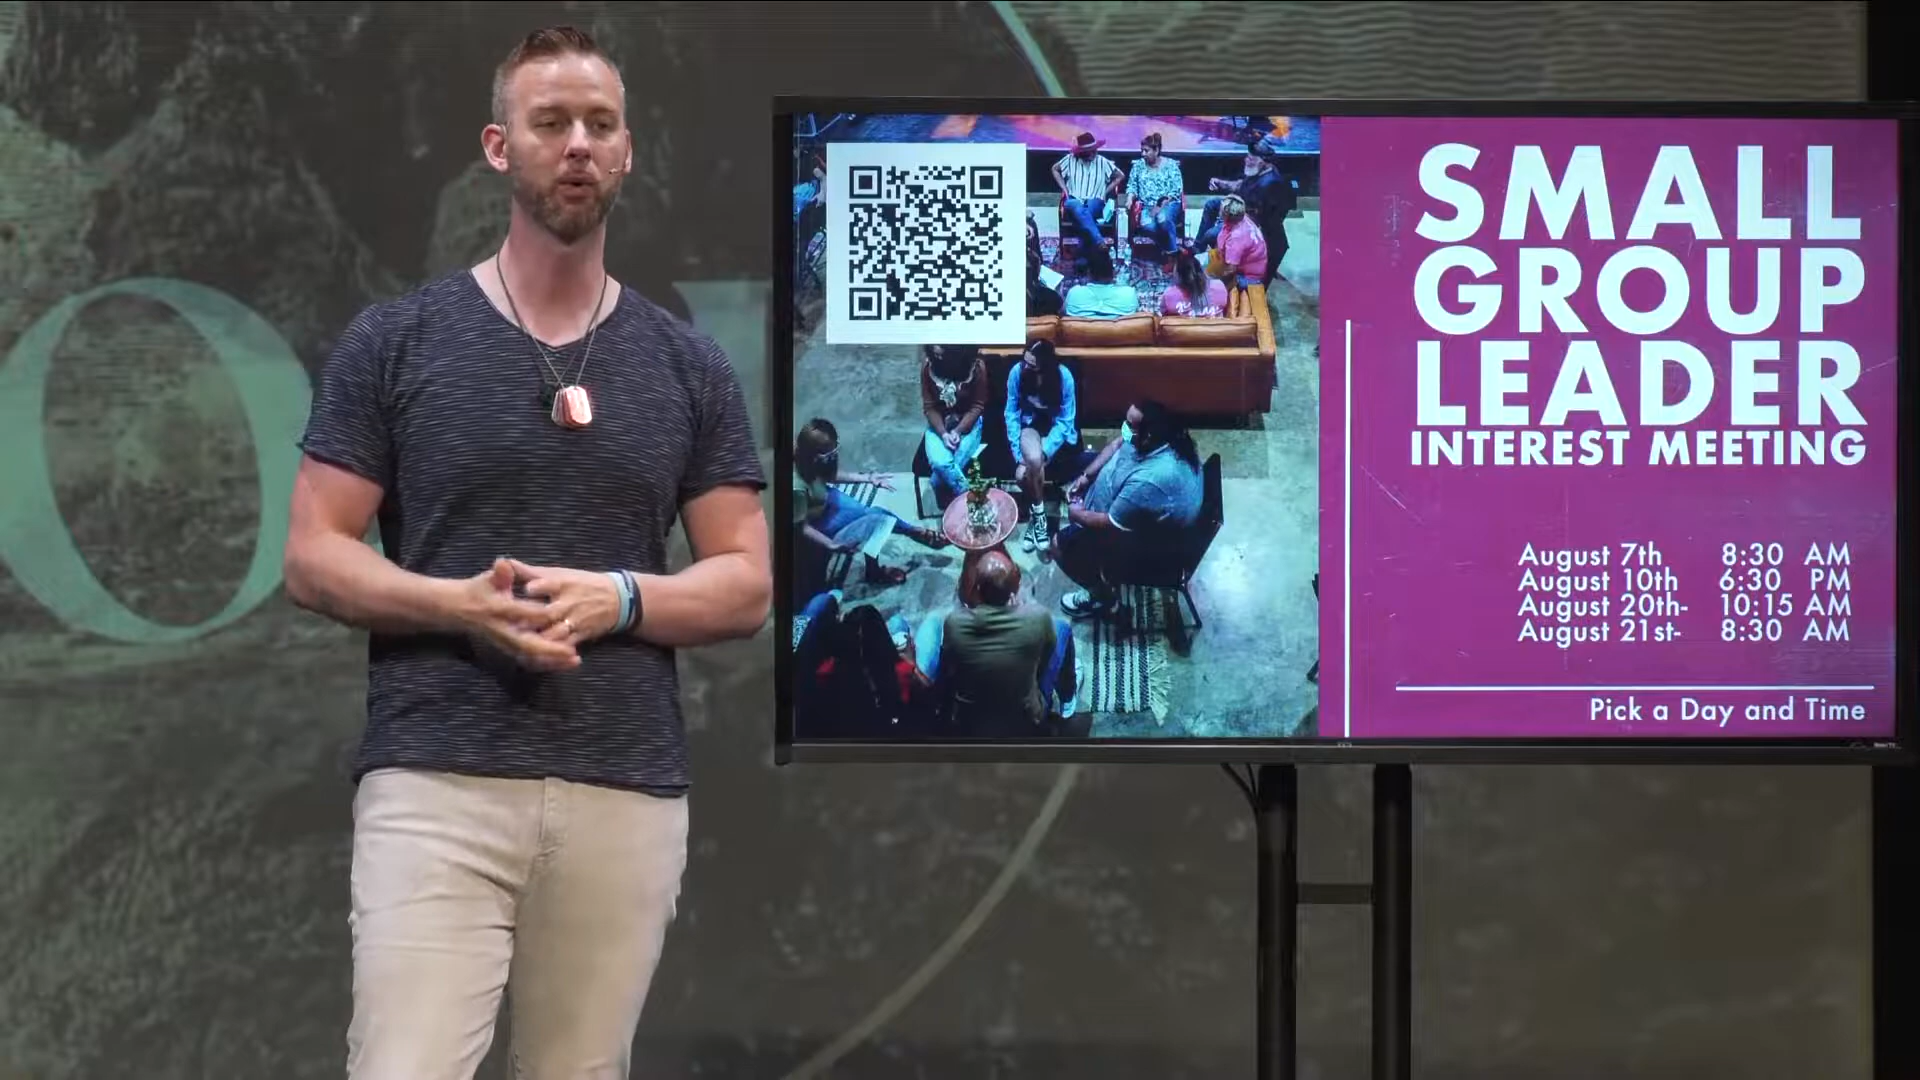 SMALL
GROUP
LEADER
INTEREST MEETING
August 7th 8:30 AM
August 10th 6:30 PM
August 20th- 10:15 AM
August 21st- 8:30 AM
Pick a Day and Time